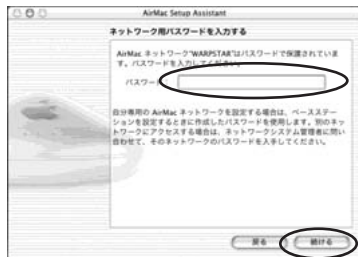 AirMac Setup Assistant
ネットワーク用パスワードを入力する
AirMac ネットワーク“WARPSTAR”はパスワードで保護されていま
す。パスワードを入力してください。
パスワード
自分専用の AirMac ネットワークを設定する場合は、ベースステー
ションを設定するときに作成したパスワードを使用します。別のネッ
トワークにアクセスする場合は、ネットワークシステム管理者に問い
合わせて、そのネットワークのパスワードを入手してください。
戻る
続ける